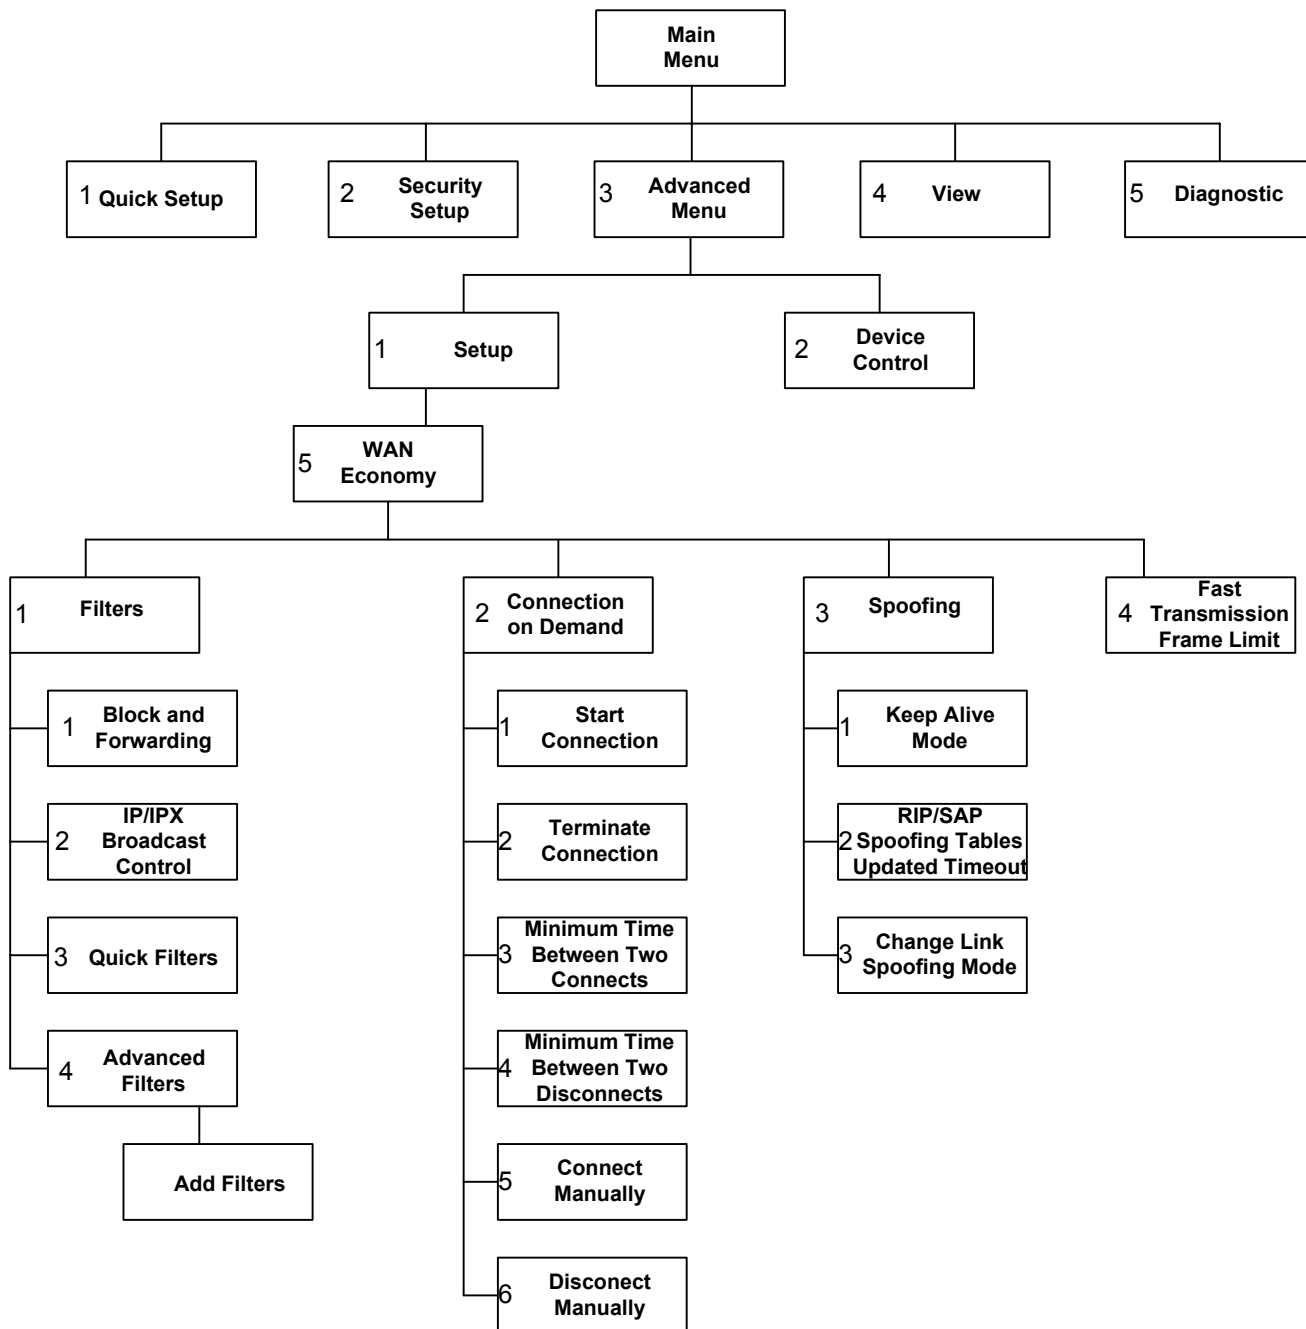 Main
Menu
1 Quick Setup
2 Security
Setup
3 Advanced
Menu
4 View
5 Diagnostic
1 Setup
2 Device
Control
5 WAN
Economy
1 Filters
2 Connection
on Demand
3 Spoofing
4 Fast
Transmission
Frame Limit
1 Block and
Forwarding
2 IP/IPX
Broadcast
Control
3 Quick Filters
4 Advanced
Filters
Add Filters
1 Start
Connection
2 Terminate
Connection
3 Minimum Time
Between Two
Connects
4 Minimum Time
Between Two
Disconnects
5 Connect
Manually
6 Disconect
Manually
1 Keep Alive
Mode
2 RIP/SAP
Spoofing Tables
Updated Timeout
3 Change Link
Spoofing Mode